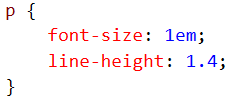 p {
    font-size: 1em;
    line-height: 1.4;
}